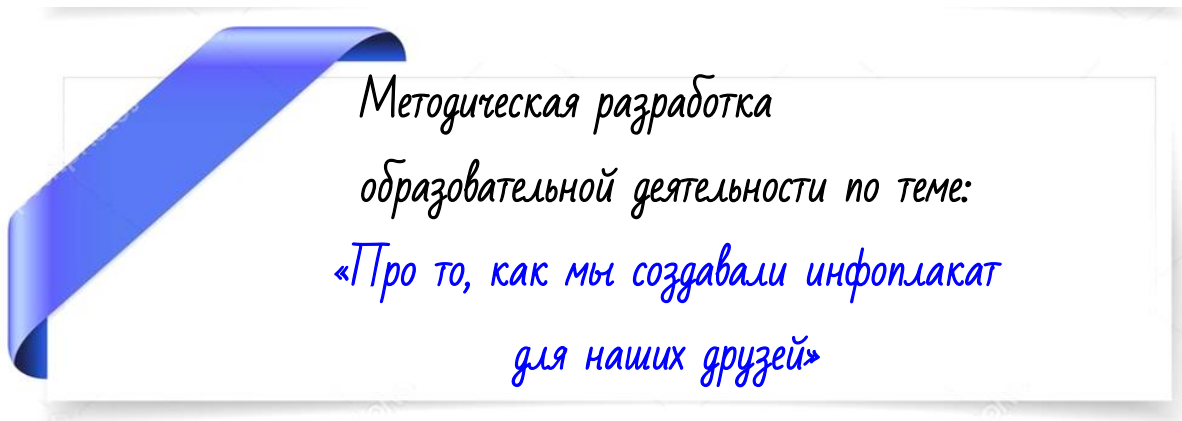 Методическая разработка
образовательной деятельности по теме:
«Про то, как мы создавали инфоплакат
для наших друзей»